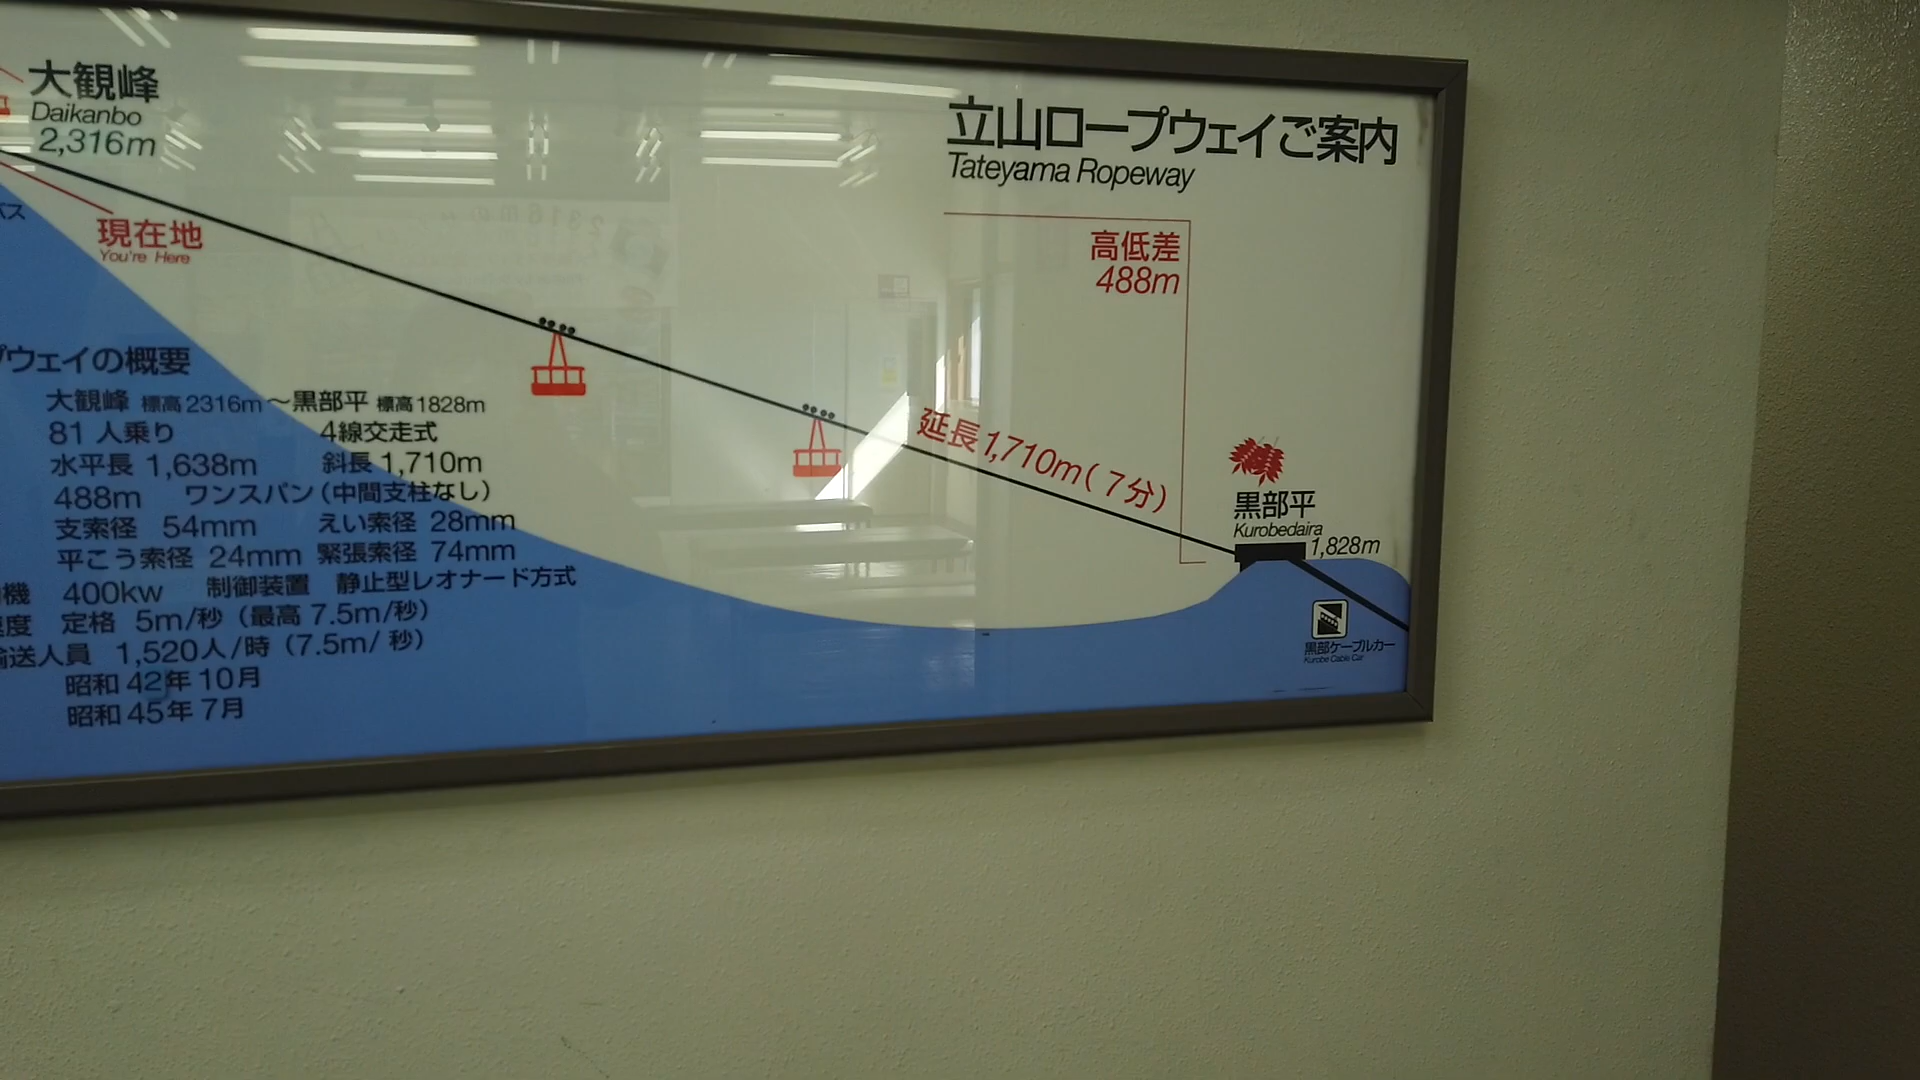 大観峰
Daikanbo
2,316m
現在地
You're Here
バス
立山ロープウェイご案内
Tateyama Ropeway
高低差
488m
延長1,710m(7分)
黒部平
Kurobedaira
1,828m
黒部ケーブルカー
Kurobe Cable Car
プウェイの概要
大観峰 標高2316m～黒部平 標高1828m
81人乗り 4線交走式
水平長 1,638m 斜長 1,710m
488m ワンスパン(中間支柱なし)
支索径 54mm えい索径 28mm
平こう索径 24mm 緊張索径 74mm
機 400kw 制御装置 静止型レオナード方式
速度 定格 5m/秒(最高 7.5m/秒)
輸送人員 1,520人/時(7.5m/秒)
昭和42年10月
昭和45年7月